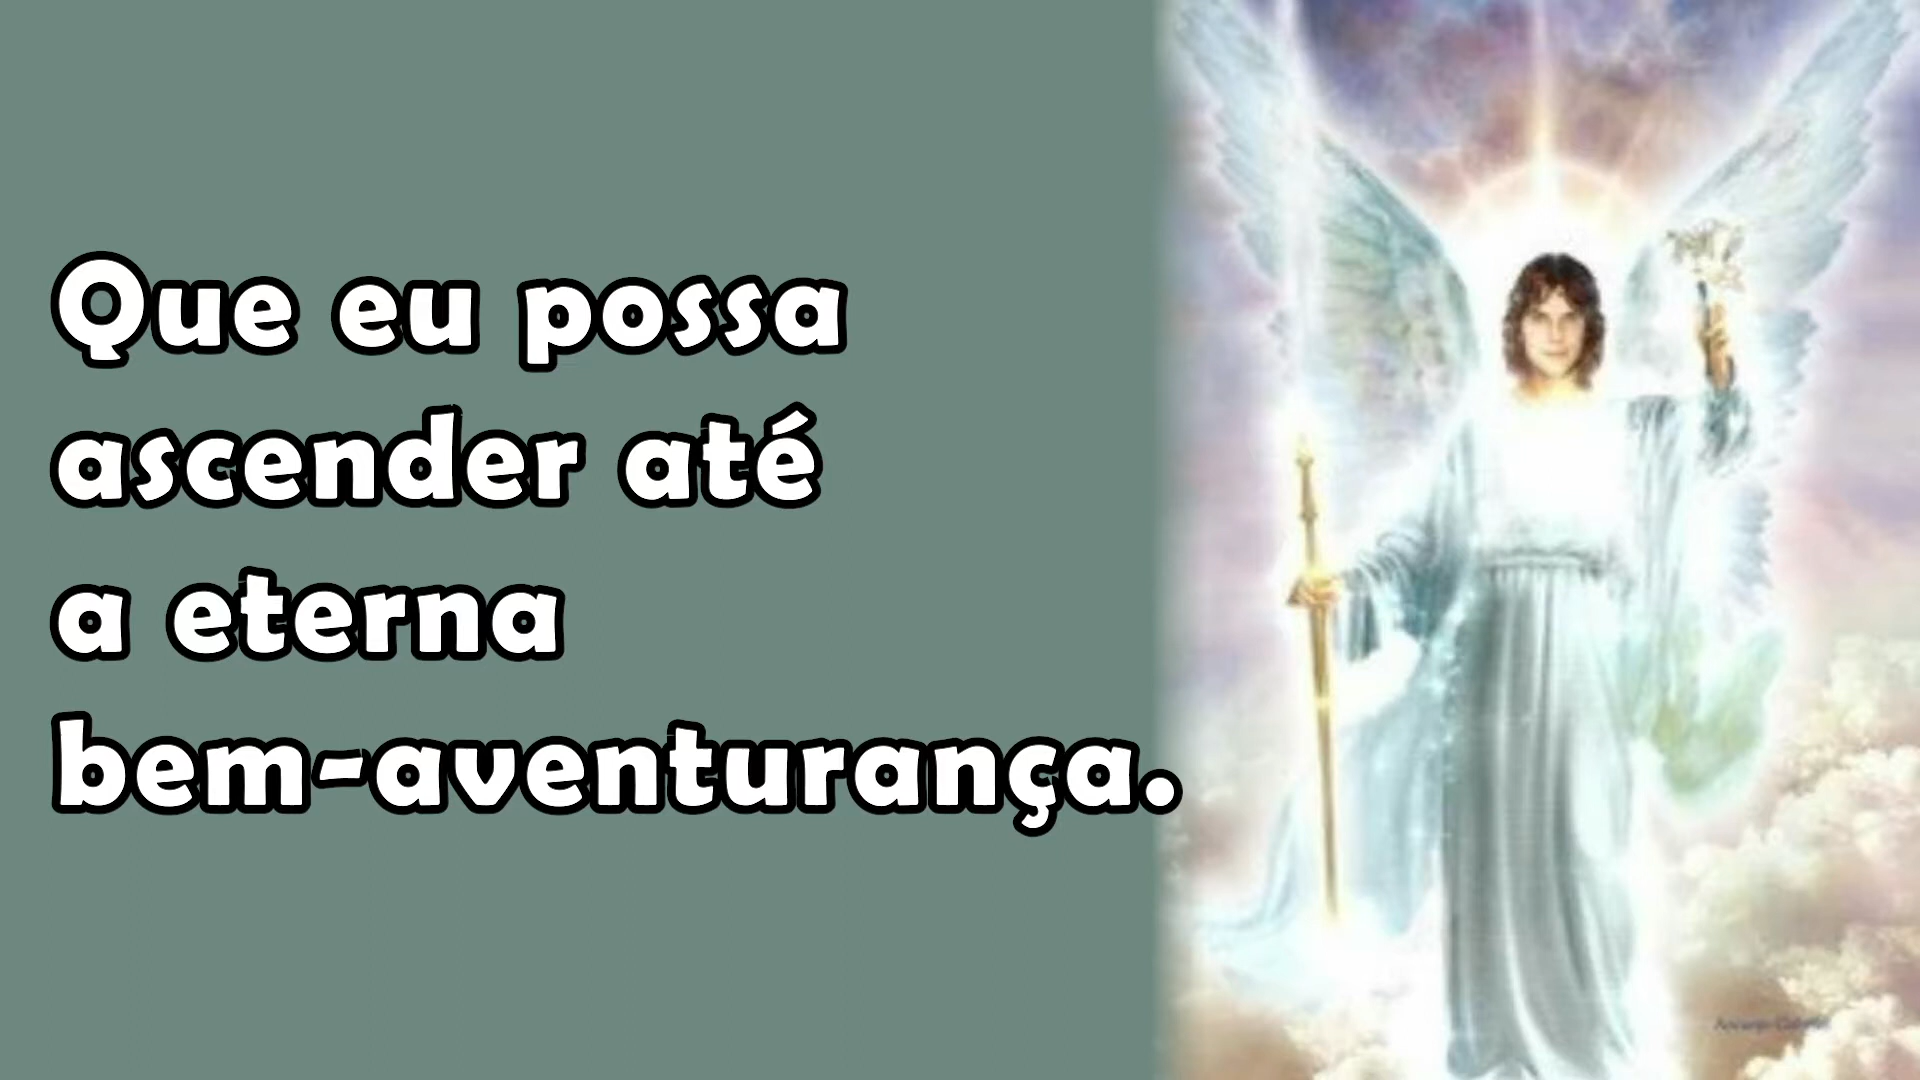 Que eu possa
ascender até
a eterna
bem-aventurança.